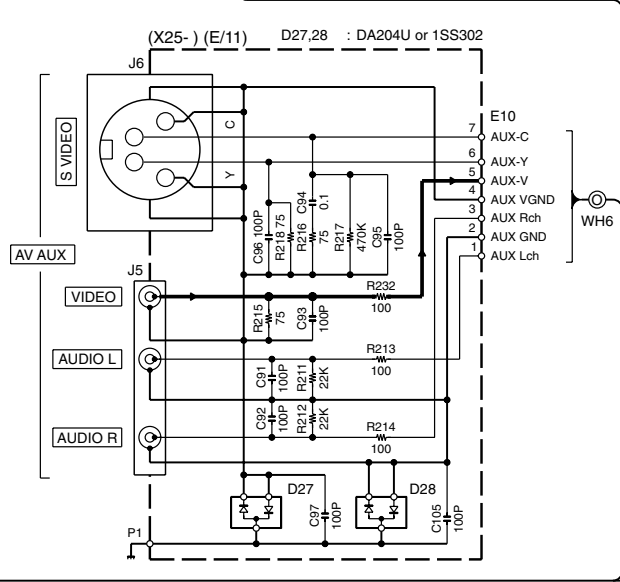 (X25- ) (E/11) D27,28 : DA204U or 1SS302
J6
S VIDEO
C
Y
E10
7 AUX-C
6 AUX-Y
5 AUX-V
4 AUX VGND
3 AUX Rch
2 AUX GND
1 AUX Lch
WH6
C96 100P
R218 75
R216 75
C94 0.1
R217 470K
C95 100P
AV AUX
J5
VIDEO
R232
100
R215 75
C93 100P
AUDIO L
R213
100
C91 100P
R211 22K
C92 100P
R212 22K
AUDIO R
R214
100
D27
D28
C97 100P
C105 100P
P1